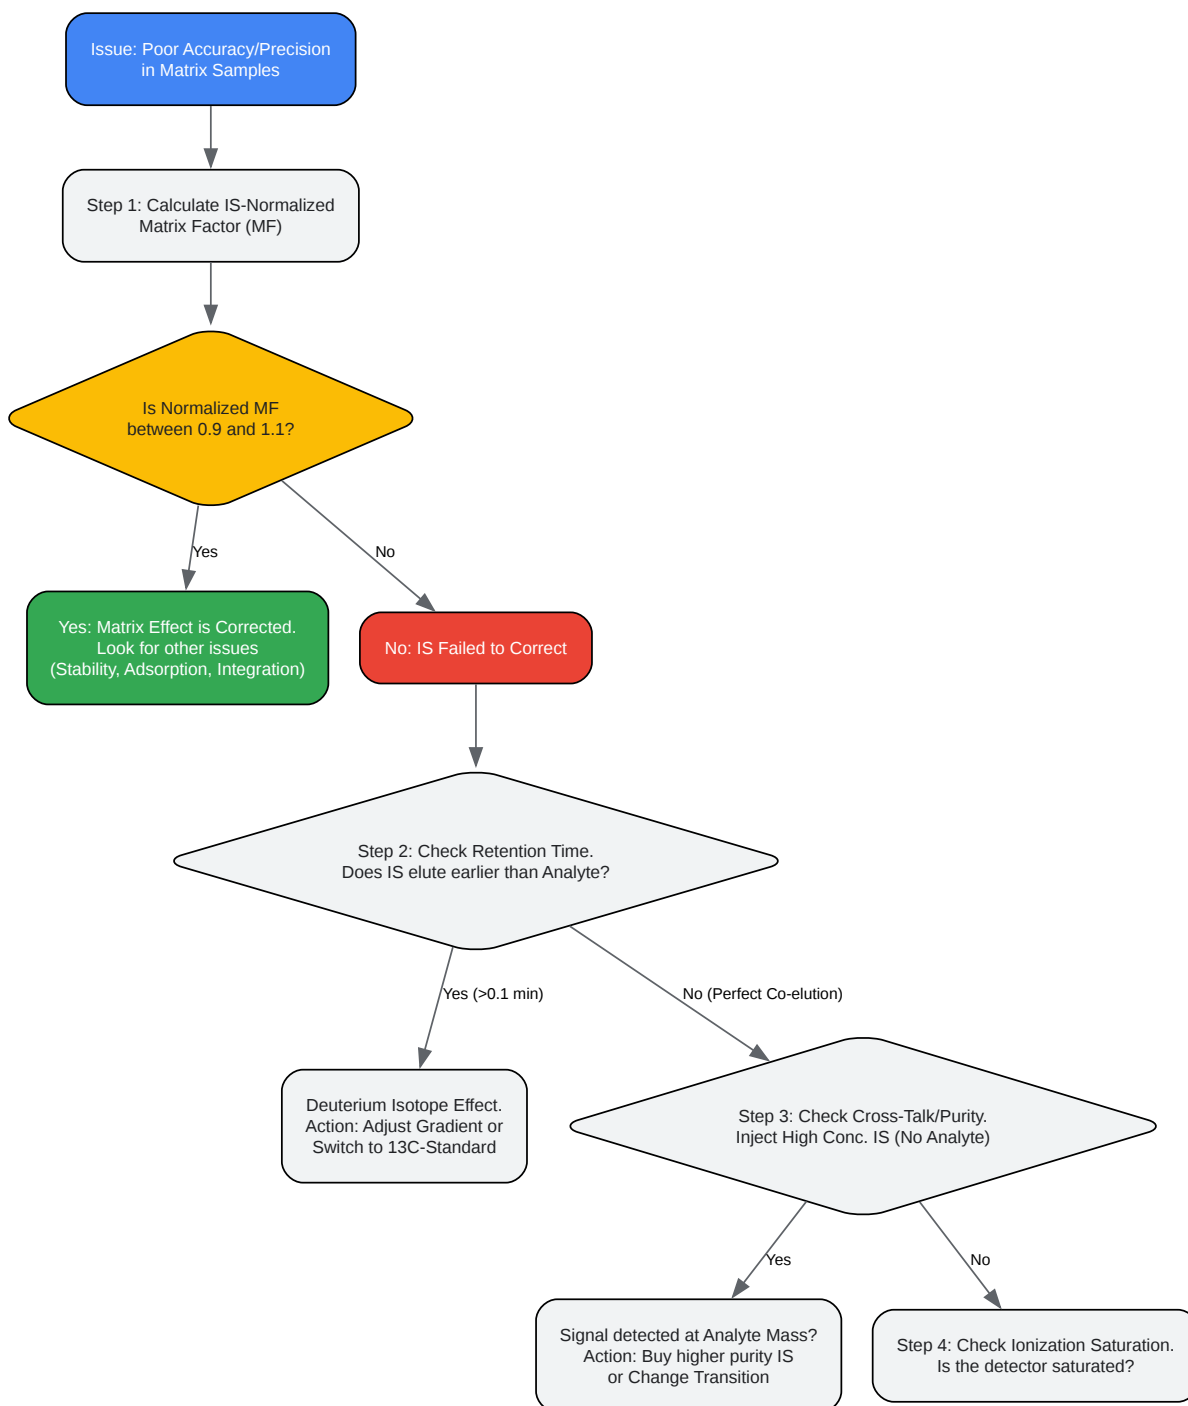 Issue: Poor Accuracy/Precision
in Matrix Samples
Step 1: Calculate IS-Normalized
Matrix Factor (MF)
Is Normalized MF
between 0.9 and 1.1?
Yes
No
Yes: Matrix Effect is Corrected.
Look for other issues
(Stability, Adsorption, Integration)
No: IS Failed to Correct
Step 2: Check Retention Time.
Does IS elute earlier than Analyte?
Yes (>0.1 min)
No (Perfect Co-elution)
Deuterium Isotope Effect.
Action: Adjust Gradient or
Switch to 13C-Standard
Step 3: Check Cross-Talk/Purity.
Inject High Conc. IS (No Analyte)
Yes
No
Signal detected at Analyte Mass?
Action: Buy higher purity IS
or Change Transition
Step 4: Check Ionization Saturation.
Is the detector saturated?